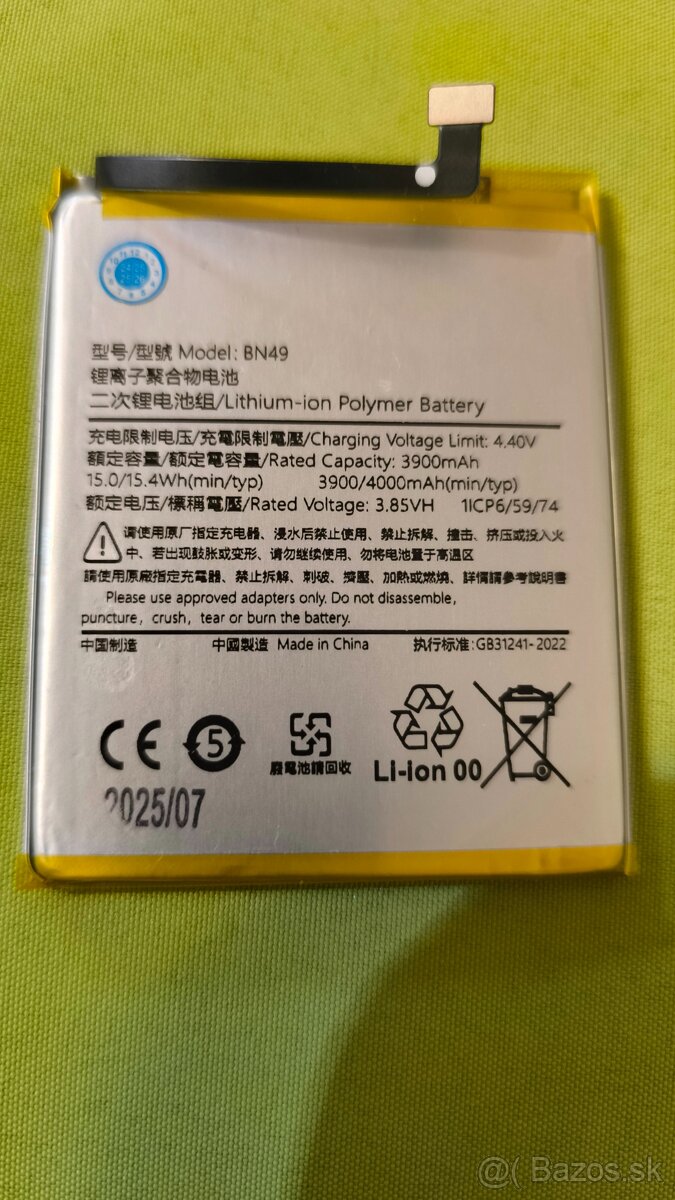 型号/型號 Model: BN49
锂离子聚合物电池
二次锂电池组/Lithium-ion Polymer Battery
充电限制电压/充電限制電壓/Charging Voltage Limit: 4.40V
額定容量/额定電容量/Rated Capacity: 3900mAh
15.0/15.4Wh(min/typ) 3900/4000mAh(min/typ)
额定电压/標稱電壓/Rated Voltage: 3.85VH 1ICP6/59/74
请使用原厂指定充电器、浸水后禁止使用、禁止拆解、撞击、挤压或投入火
中、若出现鼓胀或变形、请勿继续使用、勿将电池置于高温区
請使用原廠指定充電器、禁止拆解、刺破、擠壓、加熱或燃燒、詳情請參考說明書
Please use approved adapters only. Do not disassemble,
puncture, crush, tear or burn the battery.
中国制造 中國製造 Made in China 执行标准:GB31241-2022
CE 5 廢電池請回收 Li-ion 00
2025/07
@( Bazos.sk